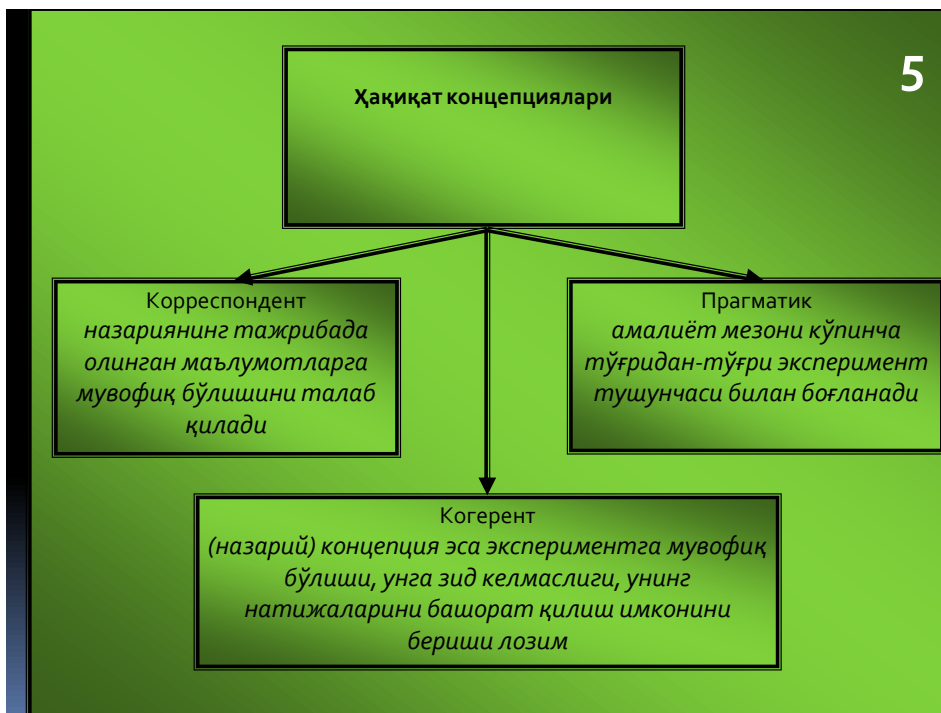 5
Ҳақиқат концепциялари
Корреспондент
назариянинг тажрибада
олинган маълумотларга
мувофиқ бўлишини талаб
қилади
Прагматик
амалиёт мезони кўпинча
тўғридан-тўғри эксперимент
тушунчаси билан боғланади
Когерент
(назарий) концепция эса экспериментга мувофиқ
бўлиши, унга зид келмаслиги, унинг
натижаларини башорат қилиш имконини
бериши лозим